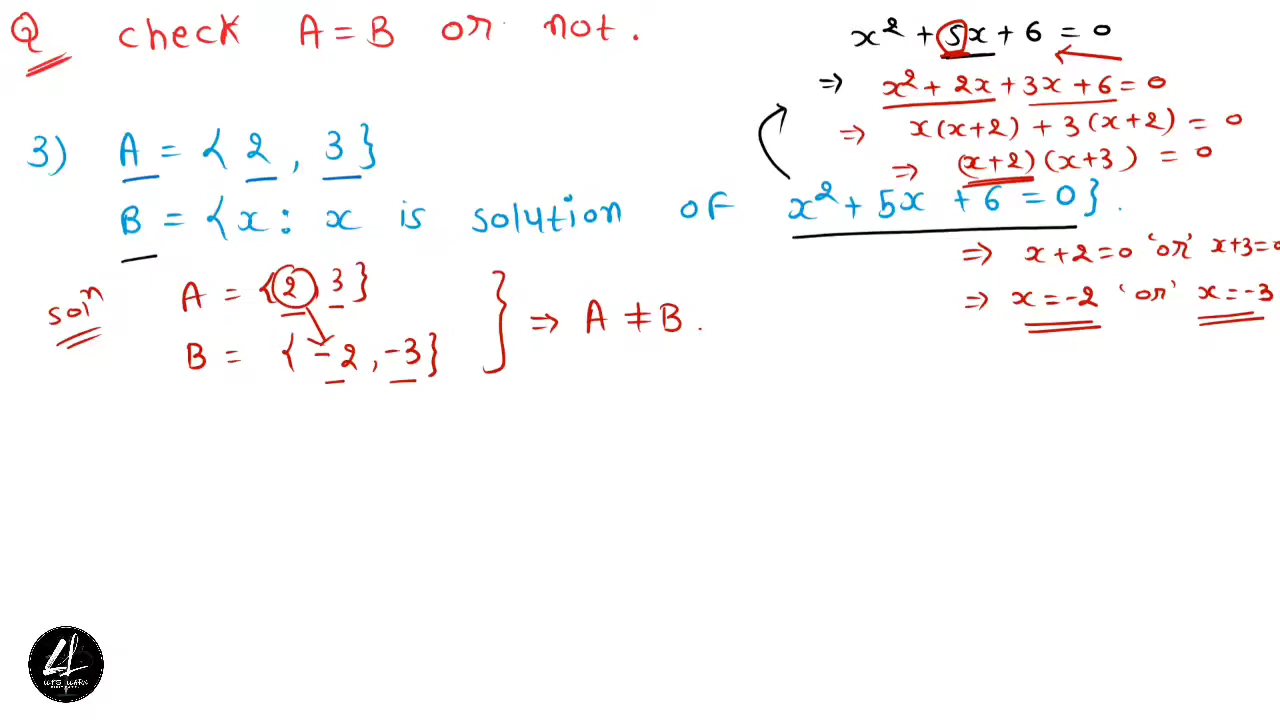 Q check A = B or not.
x² + 5x + 6 = 0
⇒ x² + 2x + 3x + 6 = 0
⇒ x(x+2) + 3(x+2) = 0
⇒ (x+2)(x+3) = 0
3) A = {2, 3}
B = {x : x is solution of x² + 5x + 6 = 0}.
⇒ x+2=0 'or' x+3=0
⇒ x=-2 'or' x=-3
solⁿ A = {2, 3}
B = {-2, -3}
} ⇒ A ≠ B.